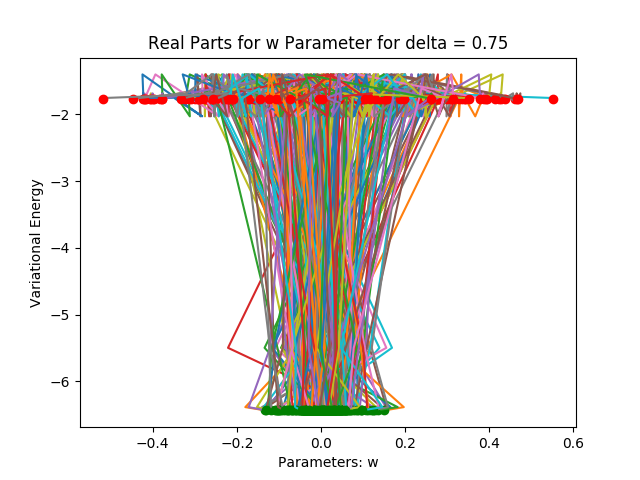 Real Parts for w Parameter for delta = 0.75
Variational Energy
−2
−3
−4
−5
−6
−0.4 −0.2 0.0 0.2 0.4 0.6
Parameters: w